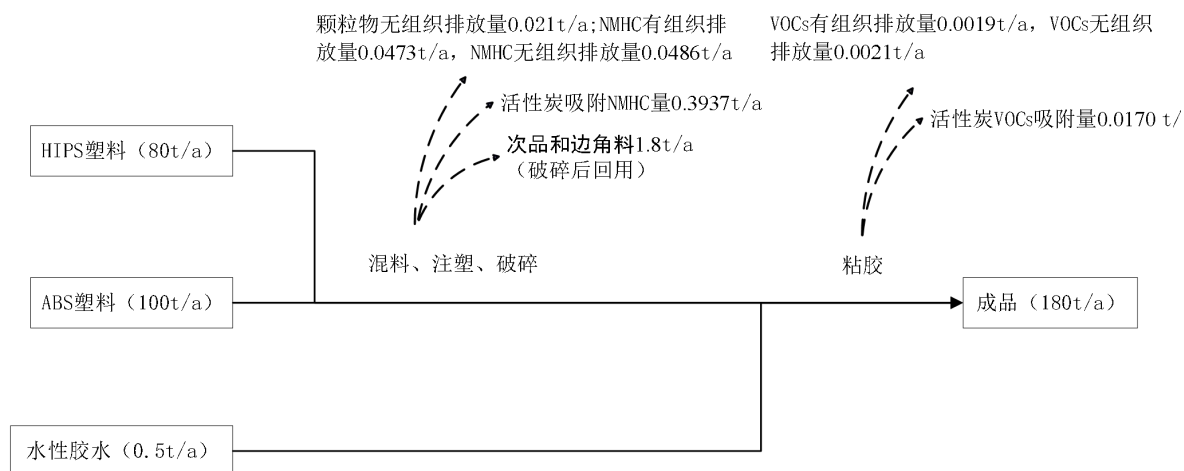 颗粒物无组织排放量0.021t/a;NMHC有组织排
放量0.0473t/a，NMHC无组织排放量0.0486t/a
VOCs有组织排放量0.0019t/a，VOCs无组织
排放量0.0021t/a
活性炭吸附NMHC量0.3937t/a
活性炭VOCs吸附量0.0170 t/
HIPS塑料（80t/a）
次品和边角料1.8t/a
（破碎后回用）
混料、注塑、破碎
粘胶
ABS塑料（100t/a）
成品（180t/a）
水性胶水（0.5t/a）